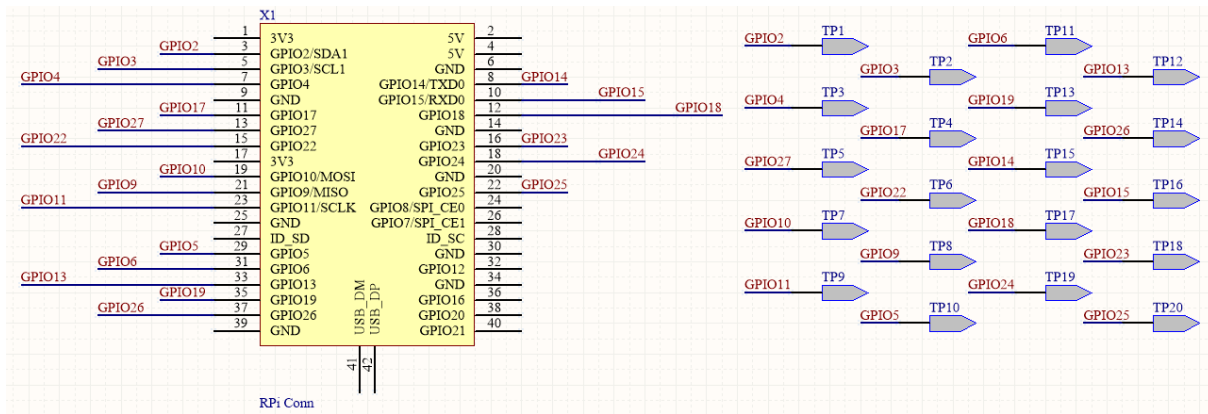 X1
1 3V3 5V 2
GPIO2 3 GPIO2/SDA1 5V 4
GPIO3 5 GPIO3/SCL1 GND 6
GPIO4 7 GPIO4 GPIO14/TXD0 8 GPIO14
9 GND GPIO15/RXD0 10 GPIO15
GPIO17 11 GPIO17 GPIO18 12 GPIO18
GPIO27 13 GPIO27 GND 14
GPIO22 15 GPIO22 GPIO23 16 GPIO23
17 3V3 GPIO24 18 GPIO24
GPIO10 19 GPIO10/MOSI GND 20
GPIO9 21 GPIO9/MISO GPIO25 22 GPIO25
GPIO11 23 GPIO11/SCLK GPIO8/SPI_CE0 24
25 GND GPIO7/SPI_CE1 26
27 ID_SD ID_SC 28
GPIO5 29 GPIO5 GND 30
GPIO6 31 GPIO6 GPIO12 32
GPIO13 33 GPIO13 GND 34
GPIO19 35 GPIO19 GPIO16 36
GPIO26 37 GPIO26 GPIO20 38
39 GND GPIO21 40
USB_DM
USB_DP
41
42
RPi Conn
GPIO2 TP1 GPIO6 TP11
GPIO3 TP2 GPIO13 TP12
GPIO4 TP3 GPIO19 TP13
GPIO17 TP4 GPIO26 TP14
GPIO27 TP5 GPIO14 TP15
GPIO22 TP6 GPIO15 TP16
GPIO10 TP7 GPIO18 TP17
GPIO9 TP8 GPIO23 TP18
GPIO11 TP9 GPIO24 TP19
GPIO5 TP10 GPIO25 TP20